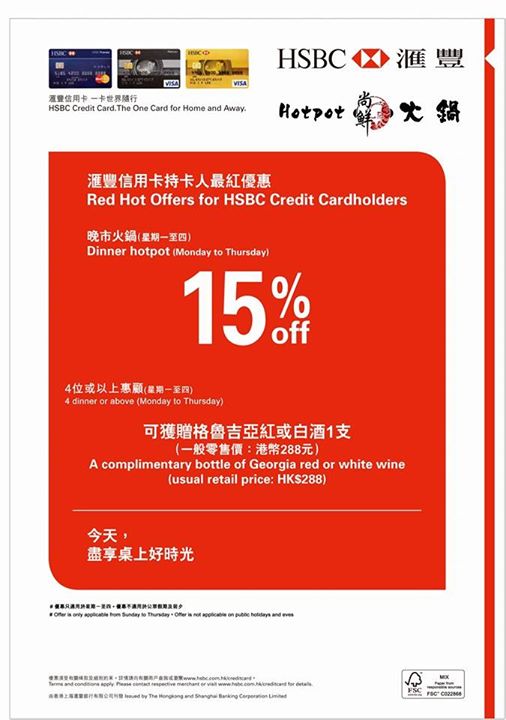 HSBC
HSBC
HSBC
VISA
VISA
HSBC 滙豐
滙豐信用卡 一卡世界隨行
HSBC Credit Card.The One Card for Home and Away.
Hotpot 尚鮮 火鍋
滙豐信用卡持卡人最紅優惠
Red Hot Offers for HSBC Credit Cardholders
晚市火鍋(星期一至四)
Dinner hotpot (Monday to Thursday)
15% off
4位或以上惠顧(星期一至四)
4 dinner or above (Monday to Thursday)
可獲贈格魯吉亞紅或白酒1支
(一般零售價：港幣288元)
A complimentary bottle of Georgia red or white wine
(usual retail price: HK$288)
今天，
盡享桌上好時光
# 優惠只適用於星期一至四。優惠不適用於公眾假期及前夕
# Offer is only applicable from Sunday to Thursday。Offer is not applicable on public holidays and eves
優惠須受有關條款及細則約束。詳情請向有關商戶查詢或瀏覽www.hsbc.com.hk/creditcard。
Terms and conditions apply. Please contact respective merchant or visit www.hsbc.com.hk/creditcard for details.
由香港上海滙豐銀行有限公司刊發 Issued by The Hongkong and Shanghai Banking Corporation Limited
FSC
MIX
Paper from
responsible sources
FSC® C022868